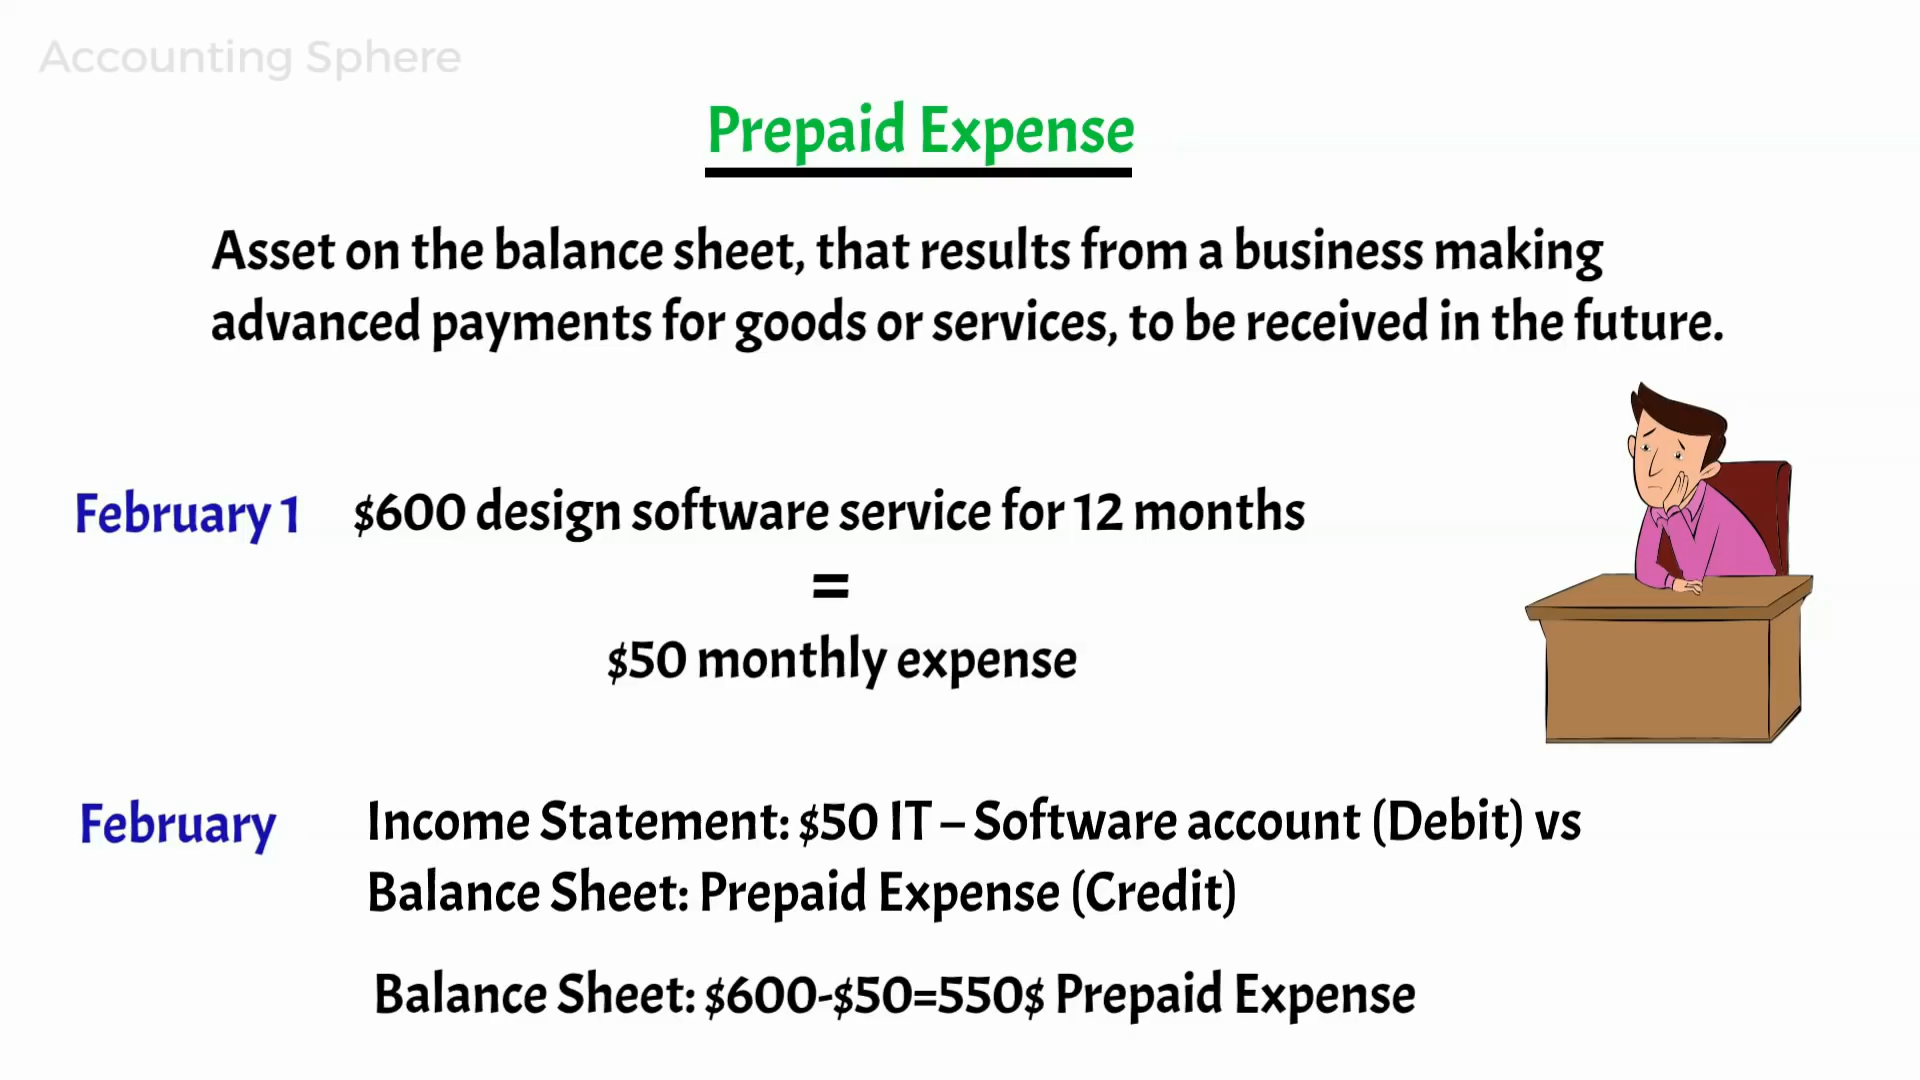 Accounting Sphere
Prepaid Expense
Asset on the balance sheet, that results from a business making
advanced payments for goods or services, to be received in the future.
February 1 $600 design software service for 12 months
=
$50 monthly expense
February Income Statement: $50 IT – Software account (Debit) vs
Balance Sheet: Prepaid Expense (Credit)
Balance Sheet: $600-$50=550$ Prepaid Expense